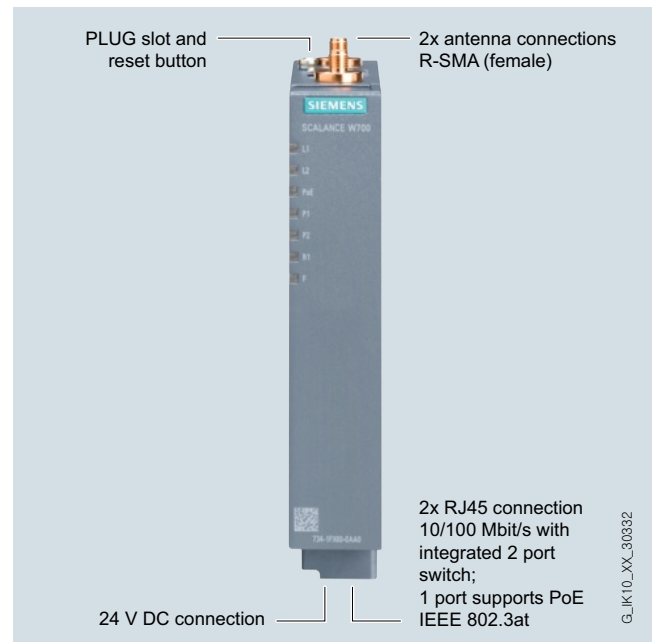 PLUG slot and
reset button
2x antenna connections
R-SMA (female)
SIEMENS
SCALANCE W700
L1
L2
PoE
P1
P2
R1
F
2x RJ45 connection
10/100 Mbit/s with
integrated 2 port
switch;
1 port supports PoE
IEEE 802.3at
24 V DC connection
G_IK10_XX_30332